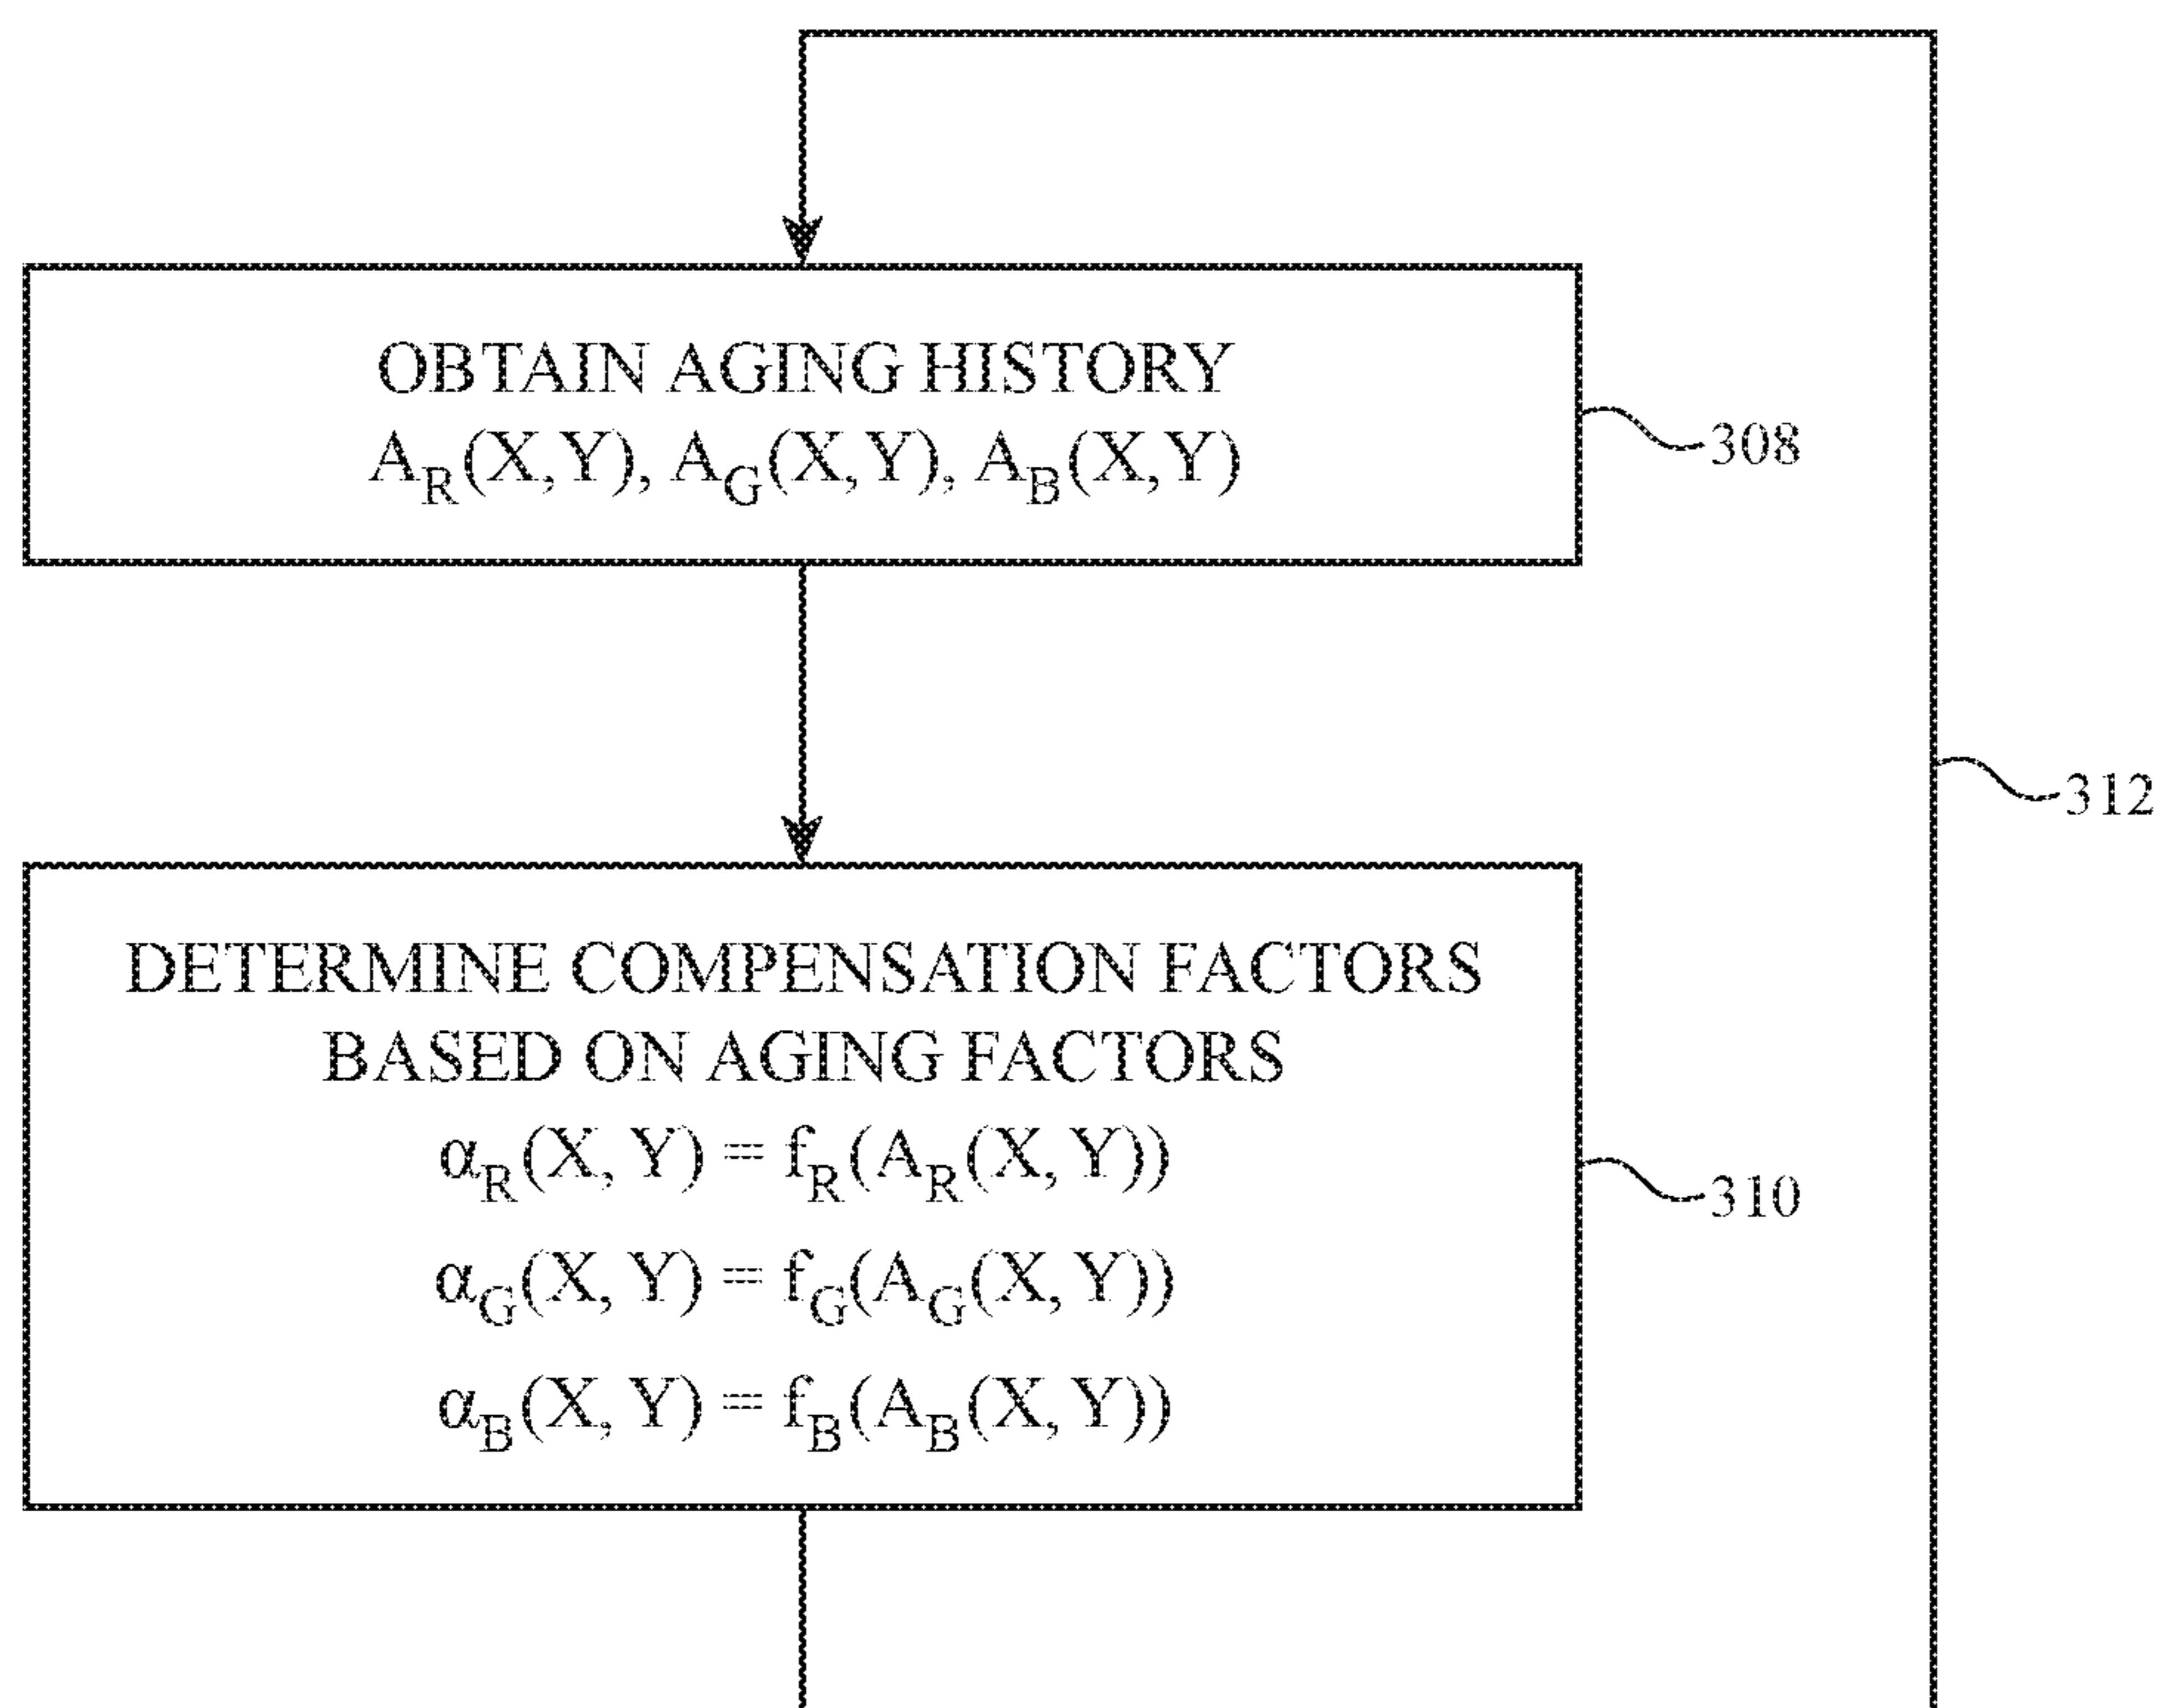 OBTAIN AGING HISTORY
A_R(X,Y), A_G(X,Y), A_B(X,Y)
308
312
DETERMINE COMPENSATION FACTORS
BASED ON AGING FACTORS
α_R(X, Y) = f_R(A_R(X, Y))
310
α_G(X, Y) = f_G(A_G(X, Y))
α_B(X, Y) = f_B(A_B(X, Y))